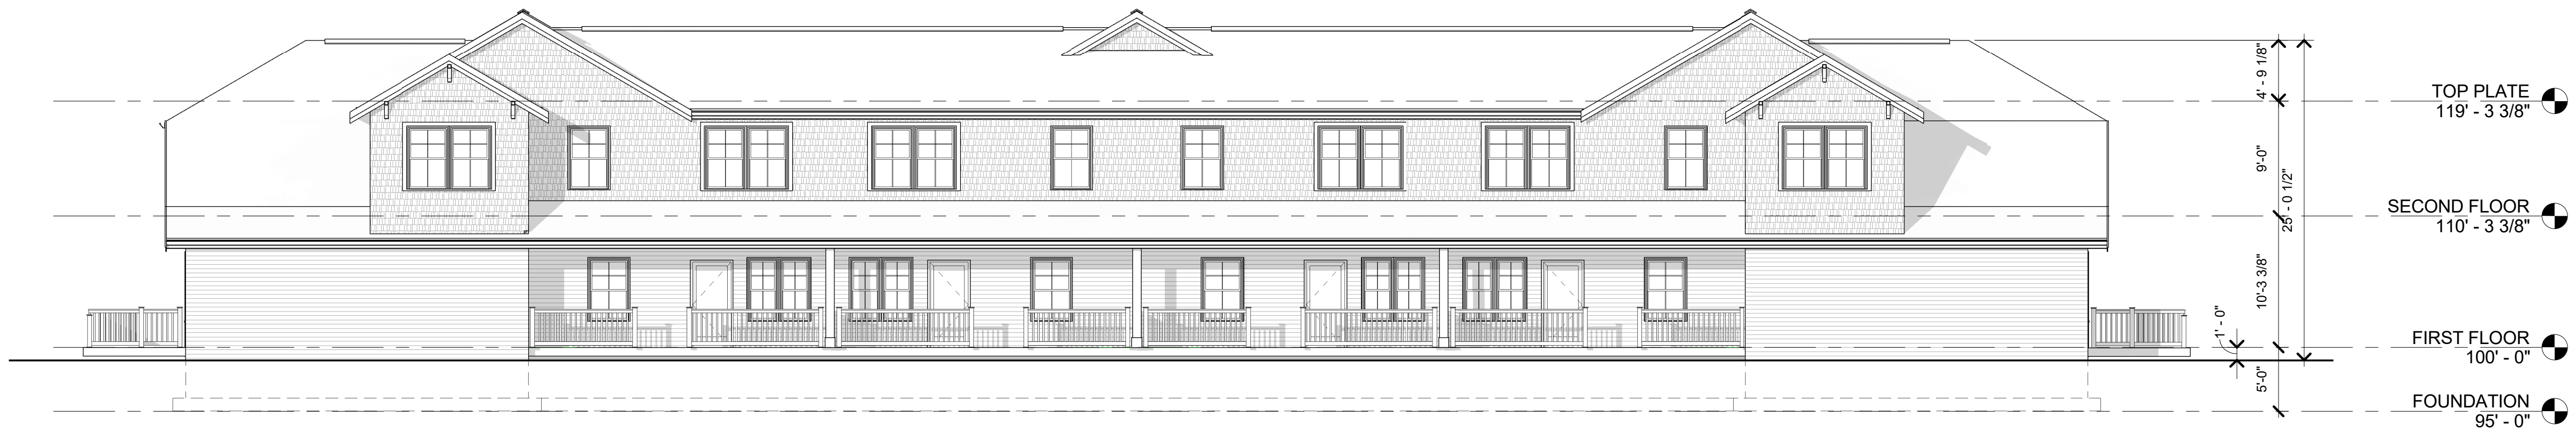 4' - 9 1/8"
TOP PLATE
119' - 3 3/8"
9'-0"
25' - 0 1/2"
SECOND FLOOR
110' - 3 3/8"
10'-3 3/8"
1' - 0"
FIRST FLOOR
100' - 0"
5'-0"
FOUNDATION
95' - 0"